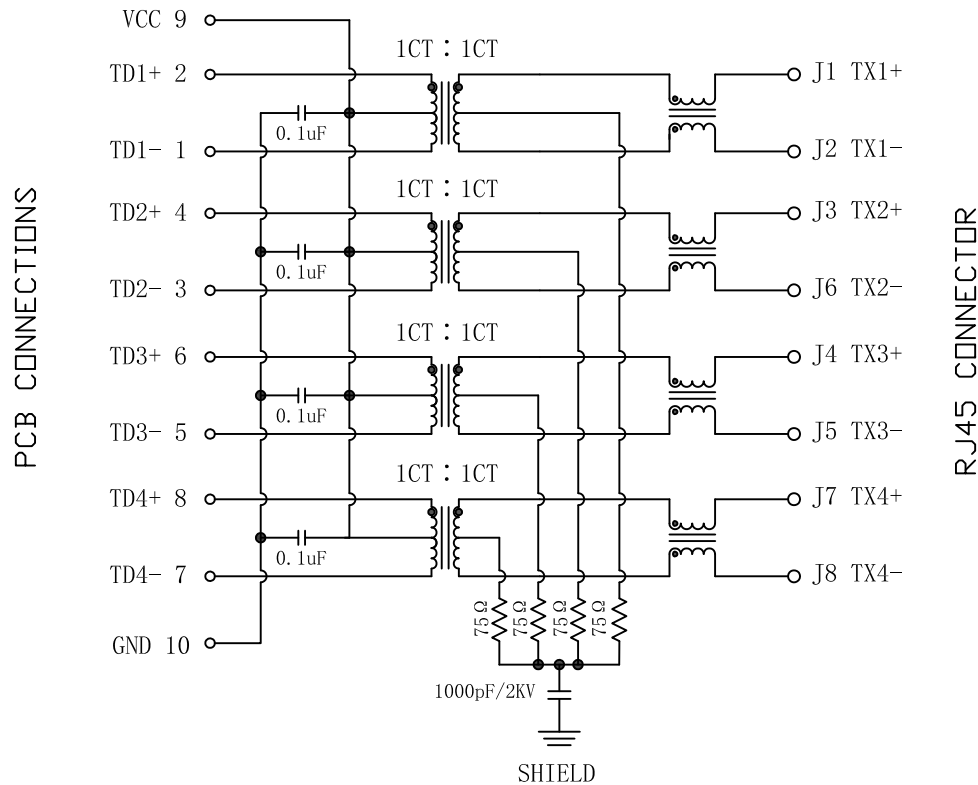 VCC 9
1CT : 1CT
TD1+ 2
J1 TX1+
0.1uF
TD1- 1
J2 TX1-
1CT : 1CT
TD2+ 4
J3 TX2+
0.1uF
TD2- 3
J6 TX2-
1CT : 1CT
TD3+ 6
J4 TX3+
0.1uF
TD3- 5
J5 TX3-
1CT : 1CT
TD4+ 8
J7 TX4+
0.1uF
TD4- 7
J8 TX4-
GND 10
75Ω
75Ω
75Ω
75Ω
1000pF/2KV
SHIELD
PCB CONNECTIONS
RJ45 CONNECTOR